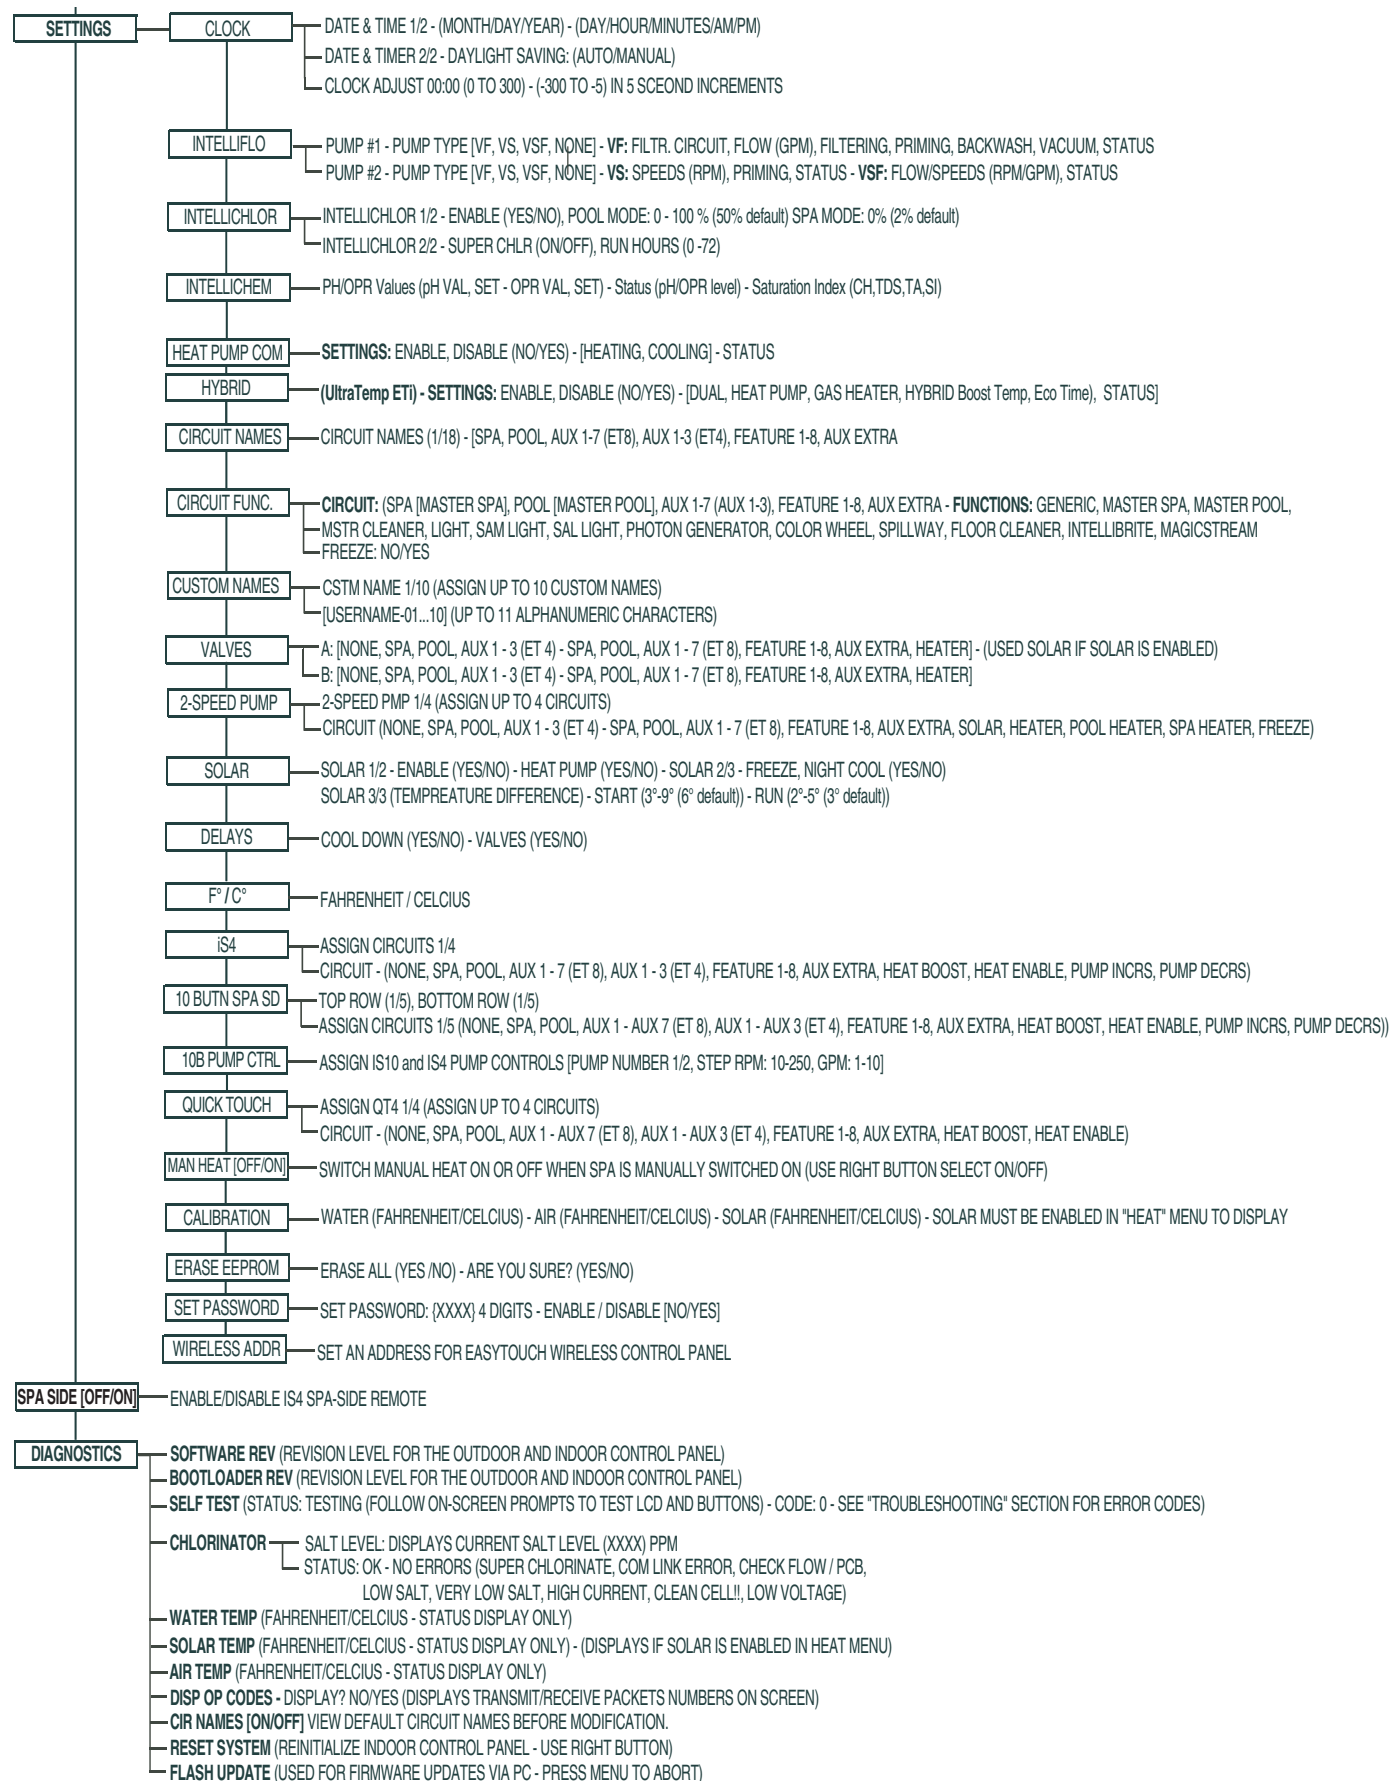 SETTINGS
CLOCK
DATE & TIME 1/2 - (MONTH/DAY/YEAR) - (DAY/HOUR/MINUTES/AM/PM)
DATE & TIMER 2/2 - DAYLIGHT SAVING: (AUTO/MANUAL)
CLOCK ADJUST 00:00 (0 TO 300) - (-300 TO -5) IN 5 SCEOND INCREMENTS
INTELLIFLO
PUMP #1 - PUMP TYPE [VF, VS, VSF, NONE] - VF: FILTR. CIRCUIT, FLOW (GPM), FILTERING, PRIMING, BACKWASH, VACUUM, STATUS
PUMP #2 - PUMP TYPE [VF, VS, VSF, NONE] - VS: SPEEDS (RPM), PRIMING, STATUS - VSF: FLOW/SPEEDS (RPM/GPM), STATUS
INTELLICHLOR
INTELLICHLOR 1/2 - ENABLE (YES/NO), POOL MODE: 0 - 100 % (50% default) SPA MODE: 0% (2% default)
INTELLICHLOR 2/2 - SUPER CHLR (ON/OFF), RUN HOURS (0 -72)
INTELLICHEM
PH/OPR Values (pH VAL, SET - OPR VAL, SET) - Status (pH/OPR level) - Saturation Index (CH,TDS,TA,SI)
HEAT PUMP COM
SETTINGS: ENABLE, DISABLE (NO/YES) - [HEATING, COOLING] - STATUS
HYBRID
(UltraTemp ETi) - SETTINGS: ENABLE, DISABLE (NO/YES) - [DUAL, HEAT PUMP, GAS HEATER, HYBRID Boost Temp, Eco Time), STATUS]
CIRCUIT NAMES
CIRCUIT NAMES (1/18) - [SPA, POOL, AUX 1-7 (ET8), AUX 1-3 (ET4), FEATURE 1-8, AUX EXTRA
CIRCUIT FUNC.
CIRCUIT: (SPA [MASTER SPA], POOL [MASTER POOL], AUX 1-7 (AUX 1-3), FEATURE 1-8, AUX EXTRA - FUNCTIONS: GENERIC, MASTER SPA, MASTER POOL,
MSTR CLEANER, LIGHT, SAM LIGHT, SAL LIGHT, PHOTON GENERATOR, COLOR WHEEL, SPILLWAY, FLOOR CLEANER, INTELLIBRITE, MAGICSTREAM
FREEZE: NO/YES
CUSTOM NAMES
CSTM NAME 1/10 (ASSIGN UP TO 10 CUSTOM NAMES)
[USERNAME-01...10] (UP TO 11 ALPHANUMERIC CHARACTERS)
VALVES
A: [NONE, SPA, POOL, AUX 1 - 3 (ET 4) - SPA, POOL, AUX 1 - 7 (ET 8), FEATURE 1-8, AUX EXTRA, HEATER] - (USED SOLAR IF SOLAR IS ENABLED)
B: [NONE, SPA, POOL, AUX 1 - 3 (ET 4) - SPA, POOL, AUX 1 - 7 (ET 8), FEATURE 1-8, AUX EXTRA, HEATER]
2-SPEED PUMP
2-SPEED PMP 1/4 (ASSIGN UP TO 4 CIRCUITS)
CIRCUIT (NONE, SPA, POOL, AUX 1 - 3 (ET 4) - SPA, POOL, AUX 1 - 7 (ET 8), FEATURE 1-8, AUX EXTRA, SOLAR, HEATER, POOL HEATER, SPA HEATER, FREEZE)
SOLAR
SOLAR 1/2 - ENABLE (YES/NO) - HEAT PUMP (YES/NO) - SOLAR 2/3 - FREEZE, NIGHT COOL (YES/NO)
SOLAR 3/3 (TEMPREATURE DIFFERENCE) - START (3°-9° (6° default)) - RUN (2°-5° (3° default))
DELAYS
COOL DOWN (YES/NO) - VALVES (YES/NO)
F° / C°
FAHRENHEIT / CELCIUS
iS4
ASSIGN CIRCUITS 1/4
CIRCUIT - (NONE, SPA, POOL, AUX 1 - 7 (ET 8), AUX 1 - 3 (ET 4), FEATURE 1-8, AUX EXTRA, HEAT BOOST, HEAT ENABLE, PUMP INCRS, PUMP DECRS)
10 BUTN SPA SD
TOP ROW (1/5), BOTTOM ROW (1/5)
ASSIGN CIRCUITS 1/5 (NONE, SPA, POOL, AUX 1 - AUX 7 (ET 8), AUX 1 - AUX 3 (ET 4), FEATURE 1-8, AUX EXTRA, HEAT BOOST, HEAT ENABLE, PUMP INCRS, PUMP DECRS))
10B PUMP CTRL
ASSIGN IS10 and IS4 PUMP CONTROLS [PUMP NUMBER 1/2, STEP RPM: 10-250, GPM: 1-10]
QUICK TOUCH
ASSIGN QT4 1/4 (ASSIGN UP TO 4 CIRCUITS)
CIRCUIT - (NONE, SPA, POOL, AUX 1 - AUX 7 (ET 8), AUX 1 - AUX 3 (ET 4), FEATURE 1-8, AUX EXTRA, HEAT BOOST, HEAT ENABLE)
MAN HEAT [OFF/ON]
SWITCH MANUAL HEAT ON OR OFF WHEN SPA IS MANUALLY SWITCHED ON (USE RIGHT BUTTON SELECT ON/OFF)
CALIBRATION
WATER (FAHRENHEIT/CELCIUS) - AIR (FAHRENHEIT/CELCIUS) - SOLAR (FAHRENHEIT/CELCIUS) - SOLAR MUST BE ENABLED IN "HEAT" MENU TO DISPLAY
ERASE EEPROM
ERASE ALL (YES /NO) - ARE YOU SURE? (YES/NO)
SET PASSWORD
SET PASSWORD: {XXXX} 4 DIGITS - ENABLE / DISABLE [NO/YES]
WIRELESS ADDR
SET AN ADDRESS FOR EASYTOUCH WIRELESS CONTROL PANEL
SPA SIDE [OFF/ON]
ENABLE/DISABLE IS4 SPA-SIDE REMOTE
DIAGNOSTICS
SOFTWARE REV (REVISION LEVEL FOR THE OUTDOOR AND INDOOR CONTROL PANEL)
BOOTLOADER REV (REVISION LEVEL FOR THE OUTDOOR AND INDOOR CONTROL PANEL)
SELF TEST (STATUS: TESTING (FOLLOW ON-SCREEN PROMPTS TO TEST LCD AND BUTTONS) - CODE: 0 - SEE "TROUBLESHOOTING" SECTION FOR ERROR CODES)
CHLORINATOR
SALT LEVEL: DISPLAYS CURRENT SALT LEVEL (XXXX) PPM
STATUS: OK - NO ERRORS (SUPER CHLORINATE, COM LINK ERROR, CHECK FLOW / PCB,
LOW SALT, VERY LOW SALT, HIGH CURRENT, CLEAN CELL!!, LOW VOLTAGE)
WATER TEMP (FAHRENHEIT/CELCIUS - STATUS DISPLAY ONLY)
SOLAR TEMP (FAHRENHEIT/CELCIUS - STATUS DISPLAY ONLY) - (DISPLAYS IF SOLAR IS ENABLED IN HEAT MENU)
AIR TEMP (FAHRENHEIT/CELCIUS - STATUS DISPLAY ONLY)
DISP OP CODES - DISPLAY? NO/YES (DISPLAYS TRANSMIT/RECEIVE PACKETS NUMBERS ON SCREEN)
CIR NAMES [ON/OFF] VIEW DEFAULT CIRCUIT NAMES BEFORE MODIFICATION.
RESET SYSTEM (REINITIALIZE INDOOR CONTROL PANEL - USE RIGHT BUTTON)
FLASH UPDATE (USED FOR FIRMWARE UPDATES VIA PC - PRESS MENU TO ABORT)